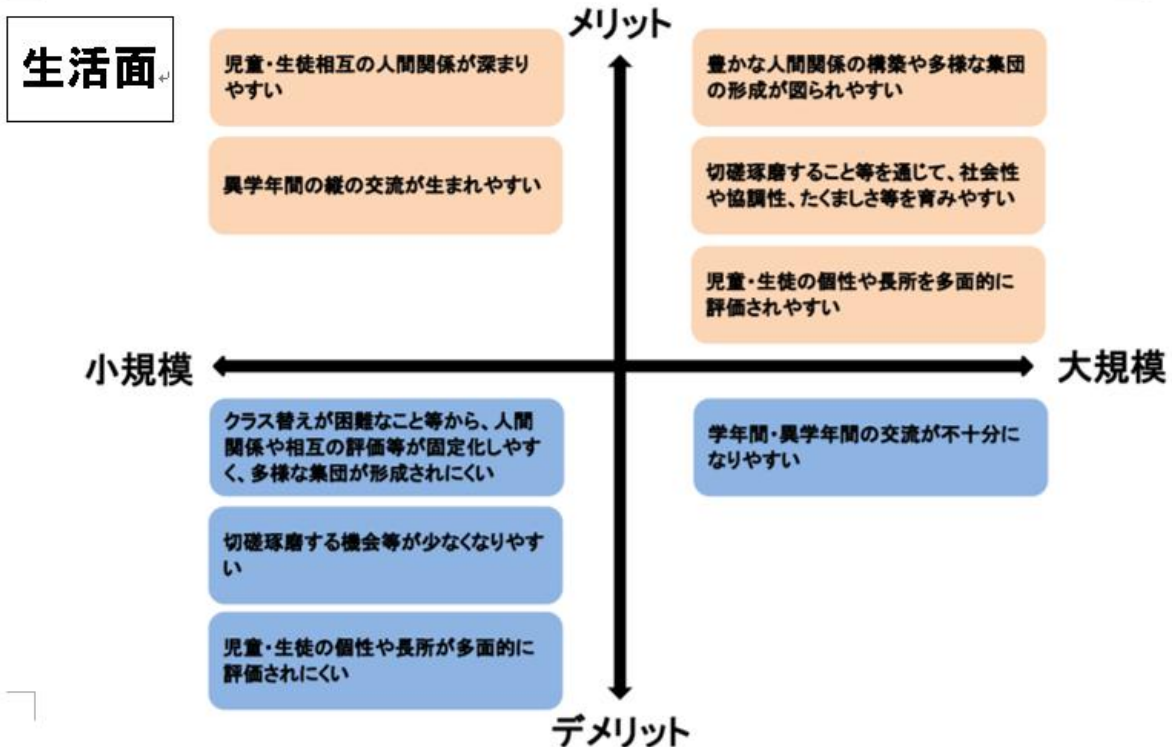 メリット
生活面
児童・生徒相互の人間関係が深まり
やすい
異学年間の縦の交流が生まれやすい
豊かな人間関係の構築や多様な集団
の形成が図られやすい
切磋琢磨すること等を通じて、社会性
や協調性、たくましさ等を育みやすい
児童・生徒の個性や長所を多面的に
評価されやすい
小規模
大規模
クラス替えが困難なこと等から、人間
関係や相互の評価等が固定化しやす
く、多様な集団が形成されにくい
切磋琢磨する機会等が少なくなりやす
い
児童・生徒の個性や長所が多面的に
評価されにくい
学年間・異学年間の交流が不十分に
なりやすい
デメリット